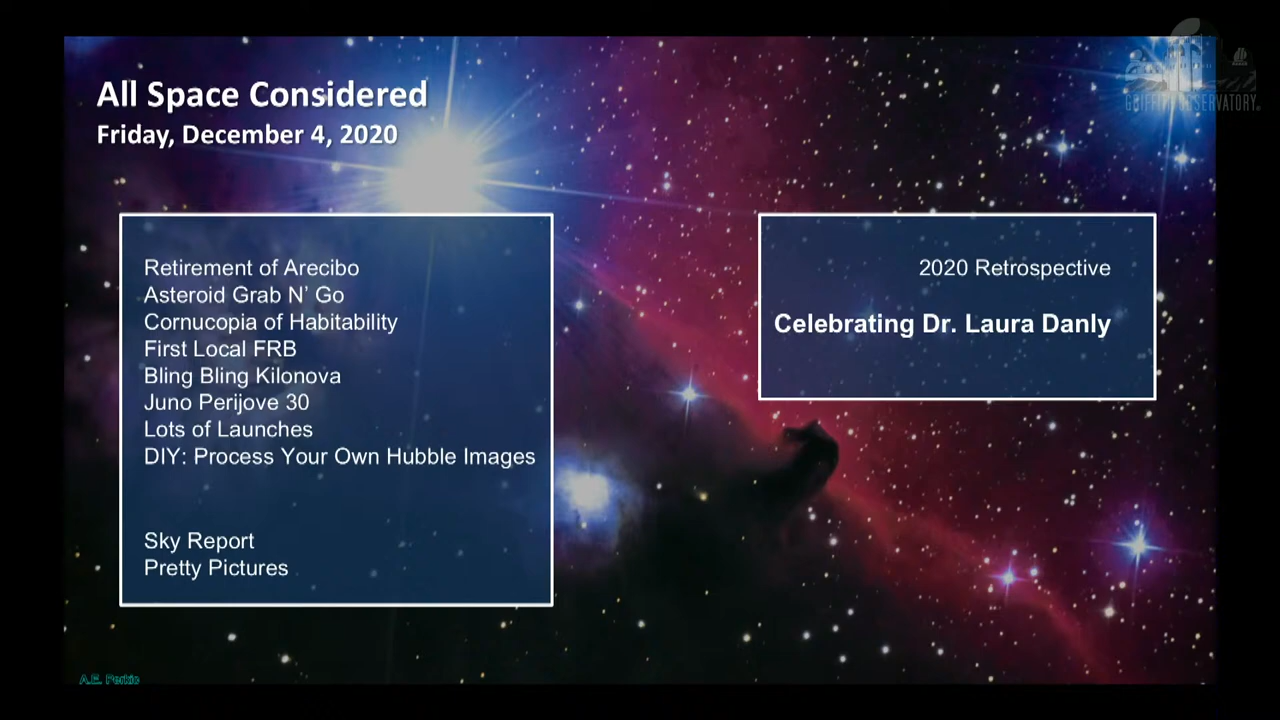 All Space Considered
Friday, December 4, 2020
GRIFFITH OBSERVATORY
Retirement of Arecibo
Asteroid Grab N' Go
Cornucopia of Habitability
First Local FRB
Bling Bling Kilonova
Juno Perijove 30
Lots of Launches
DIY: Process Your Own Hubble Images
Sky Report
Pretty Pictures
2020 Retrospective
Celebrating Dr. Laura Danly
A.E.